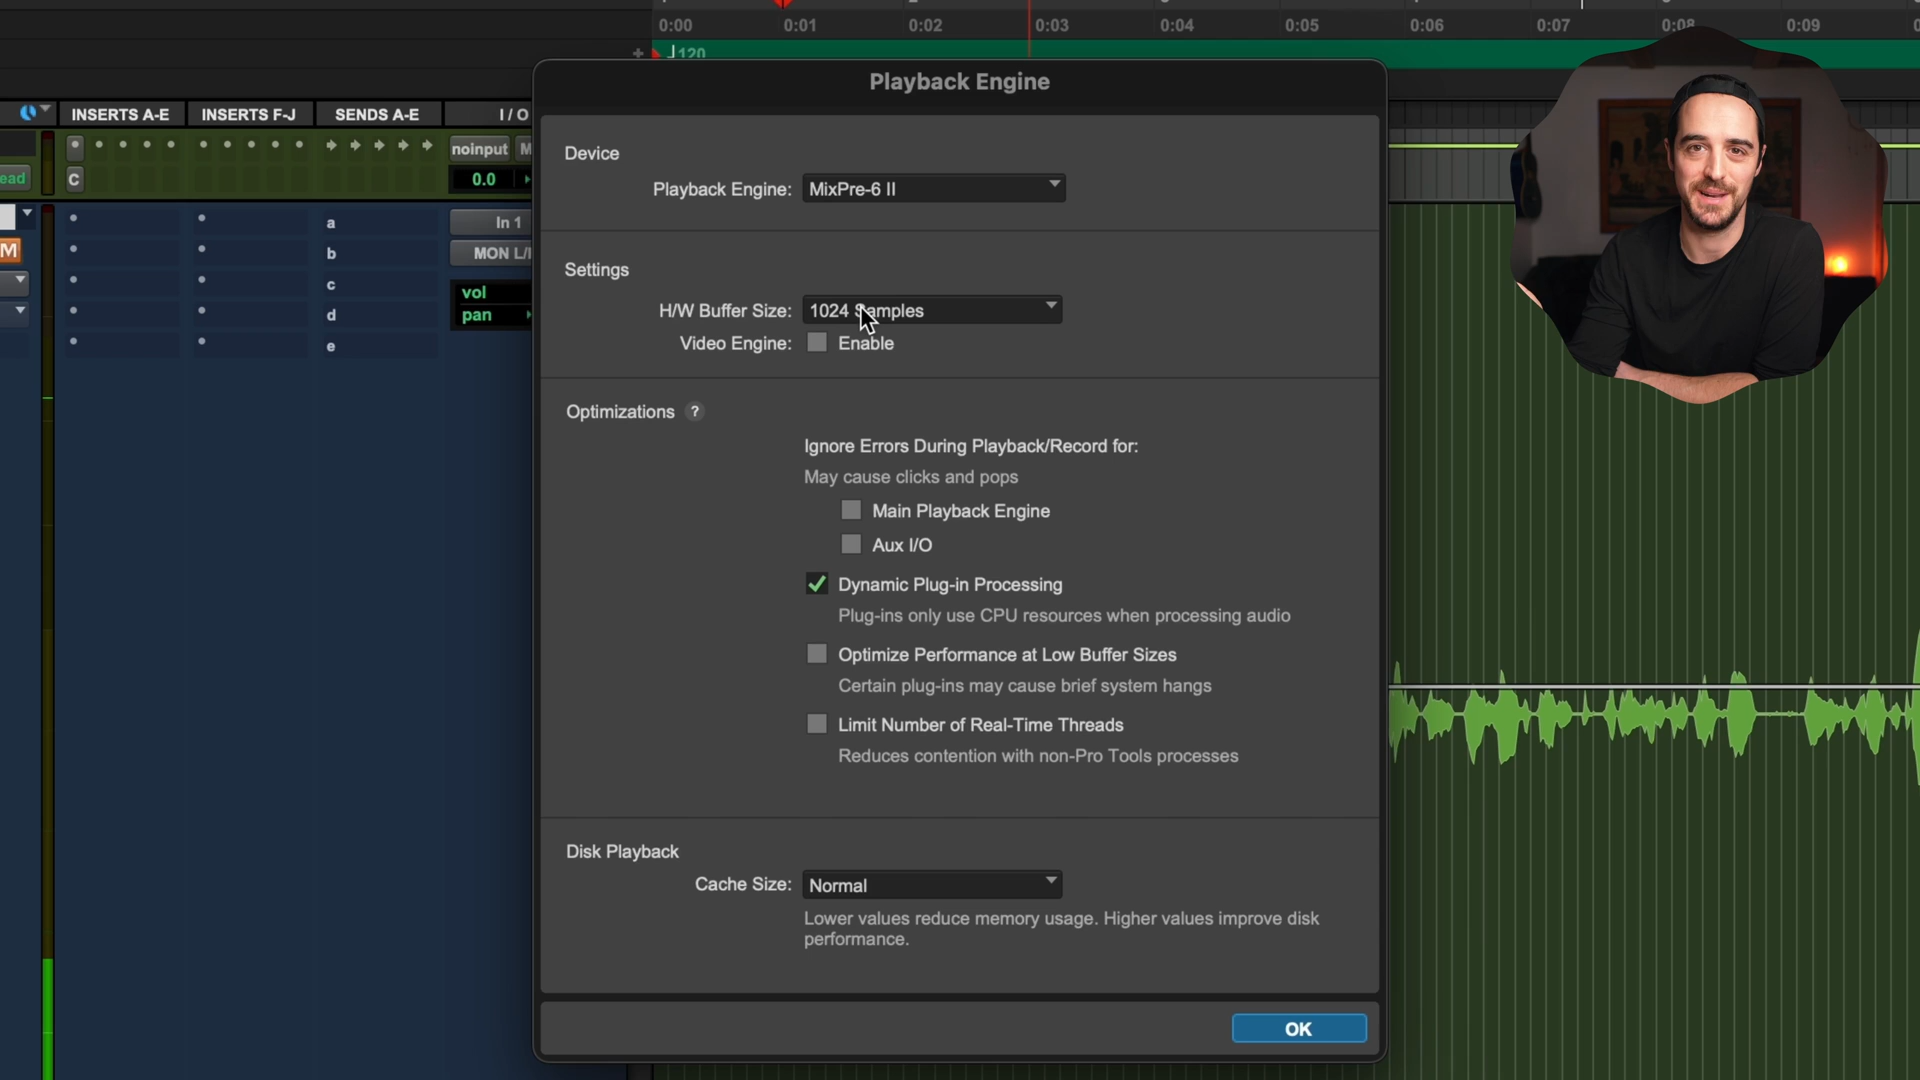 0:00 0:01 0:02 0:03 0:04 0:05 0:06 0:07 0:08 0:09
+ 120
Playback Engine
INSERTS A-E INSERTS F-J SENDS A-E I / O
noinput M
ead C 0.0
a In 1
M b MON L/
c
vol
d pan
e
Device
Playback Engine: MixPre-6 II
Settings
H/W Buffer Size: 1024 Samples
Video Engine: Enable
Optimizations ?
Ignore Errors During Playback/Record for:
May cause clicks and pops
Main Playback Engine
Aux I/O
Dynamic Plug-in Processing
Plug-ins only use CPU resources when processing audio
Optimize Performance at Low Buffer Sizes
Certain plug-ins may cause brief system hangs
Limit Number of Real-Time Threads
Reduces contention with non-Pro Tools processes
Disk Playback
Cache Size: Normal
Lower values reduce memory usage. Higher values improve disk
performance.
OK